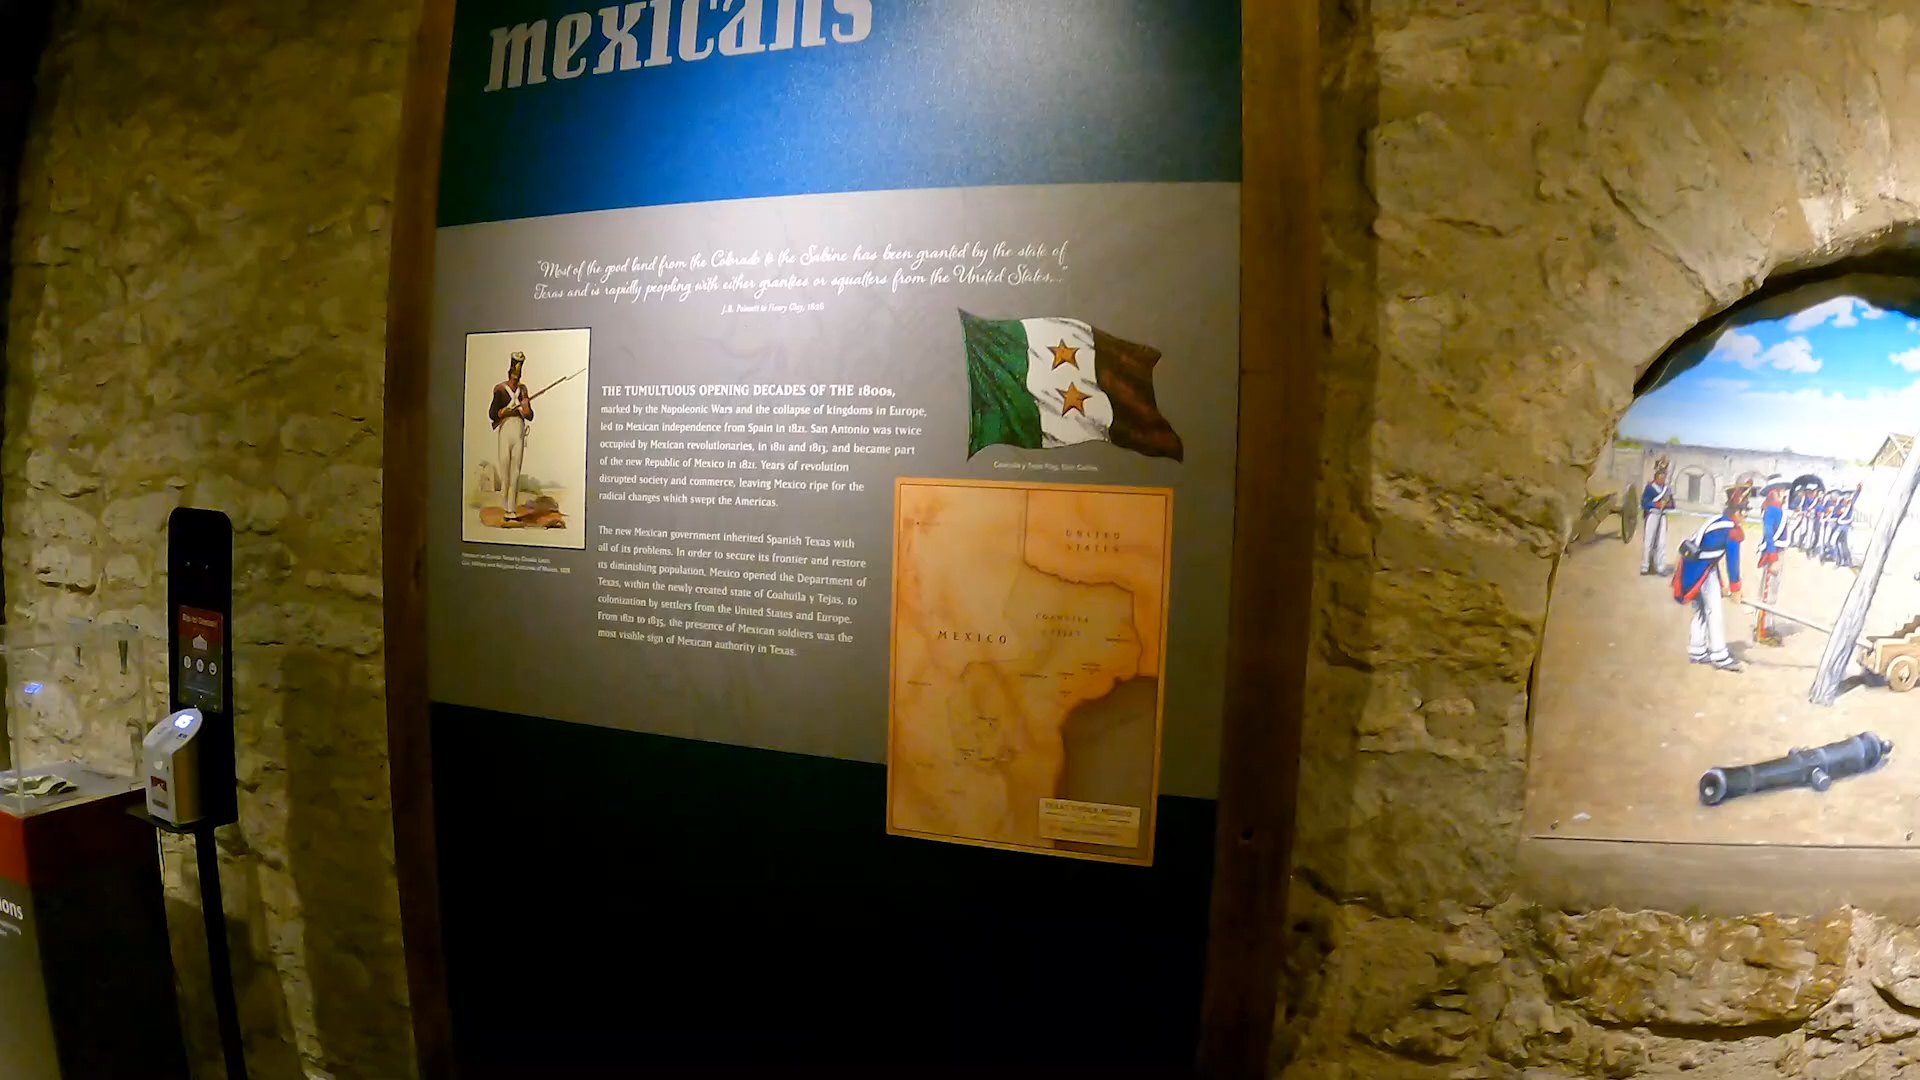 mexicans
"Most of the good land from the Colorado to the Sabine has been granted by the state of
Texas and is rapidly peopling with either grantees or squatters from the United States..."
J.R. Poinsett to Henry Clay, 1826
THE TUMULTUOUS OPENING DECADES OF THE 1800s,
marked by the Napoleonic Wars and the collapse of kingdoms in Europe,
led to Mexican independence from Spain in 1821. San Antonio was twice
occupied by Mexican revolutionaries, in 1811 and 1813, and became part
of the new Republic of Mexico in 1821. Years of revolution
disrupted society and commerce, leaving Mexico ripe for the
radical changes which swept the Americas.
The new Mexican government inherited Spanish Texas with
all of its problems. In order to secure its frontier and restore
its diminishing population, Mexico opened the Department of
Texas, within the newly created state of Coahuila y Tejas, to
colonization by settlers from the United States and Europe.
From 1821 to 1835, the presence of Mexican soldiers was the
most visible sign of Mexican authority in Texas.
Coahuila y Texas Flag,
UNITED
STATES
COAHUILA
MEXICO
TEXAS UNDER MEXICO
ions